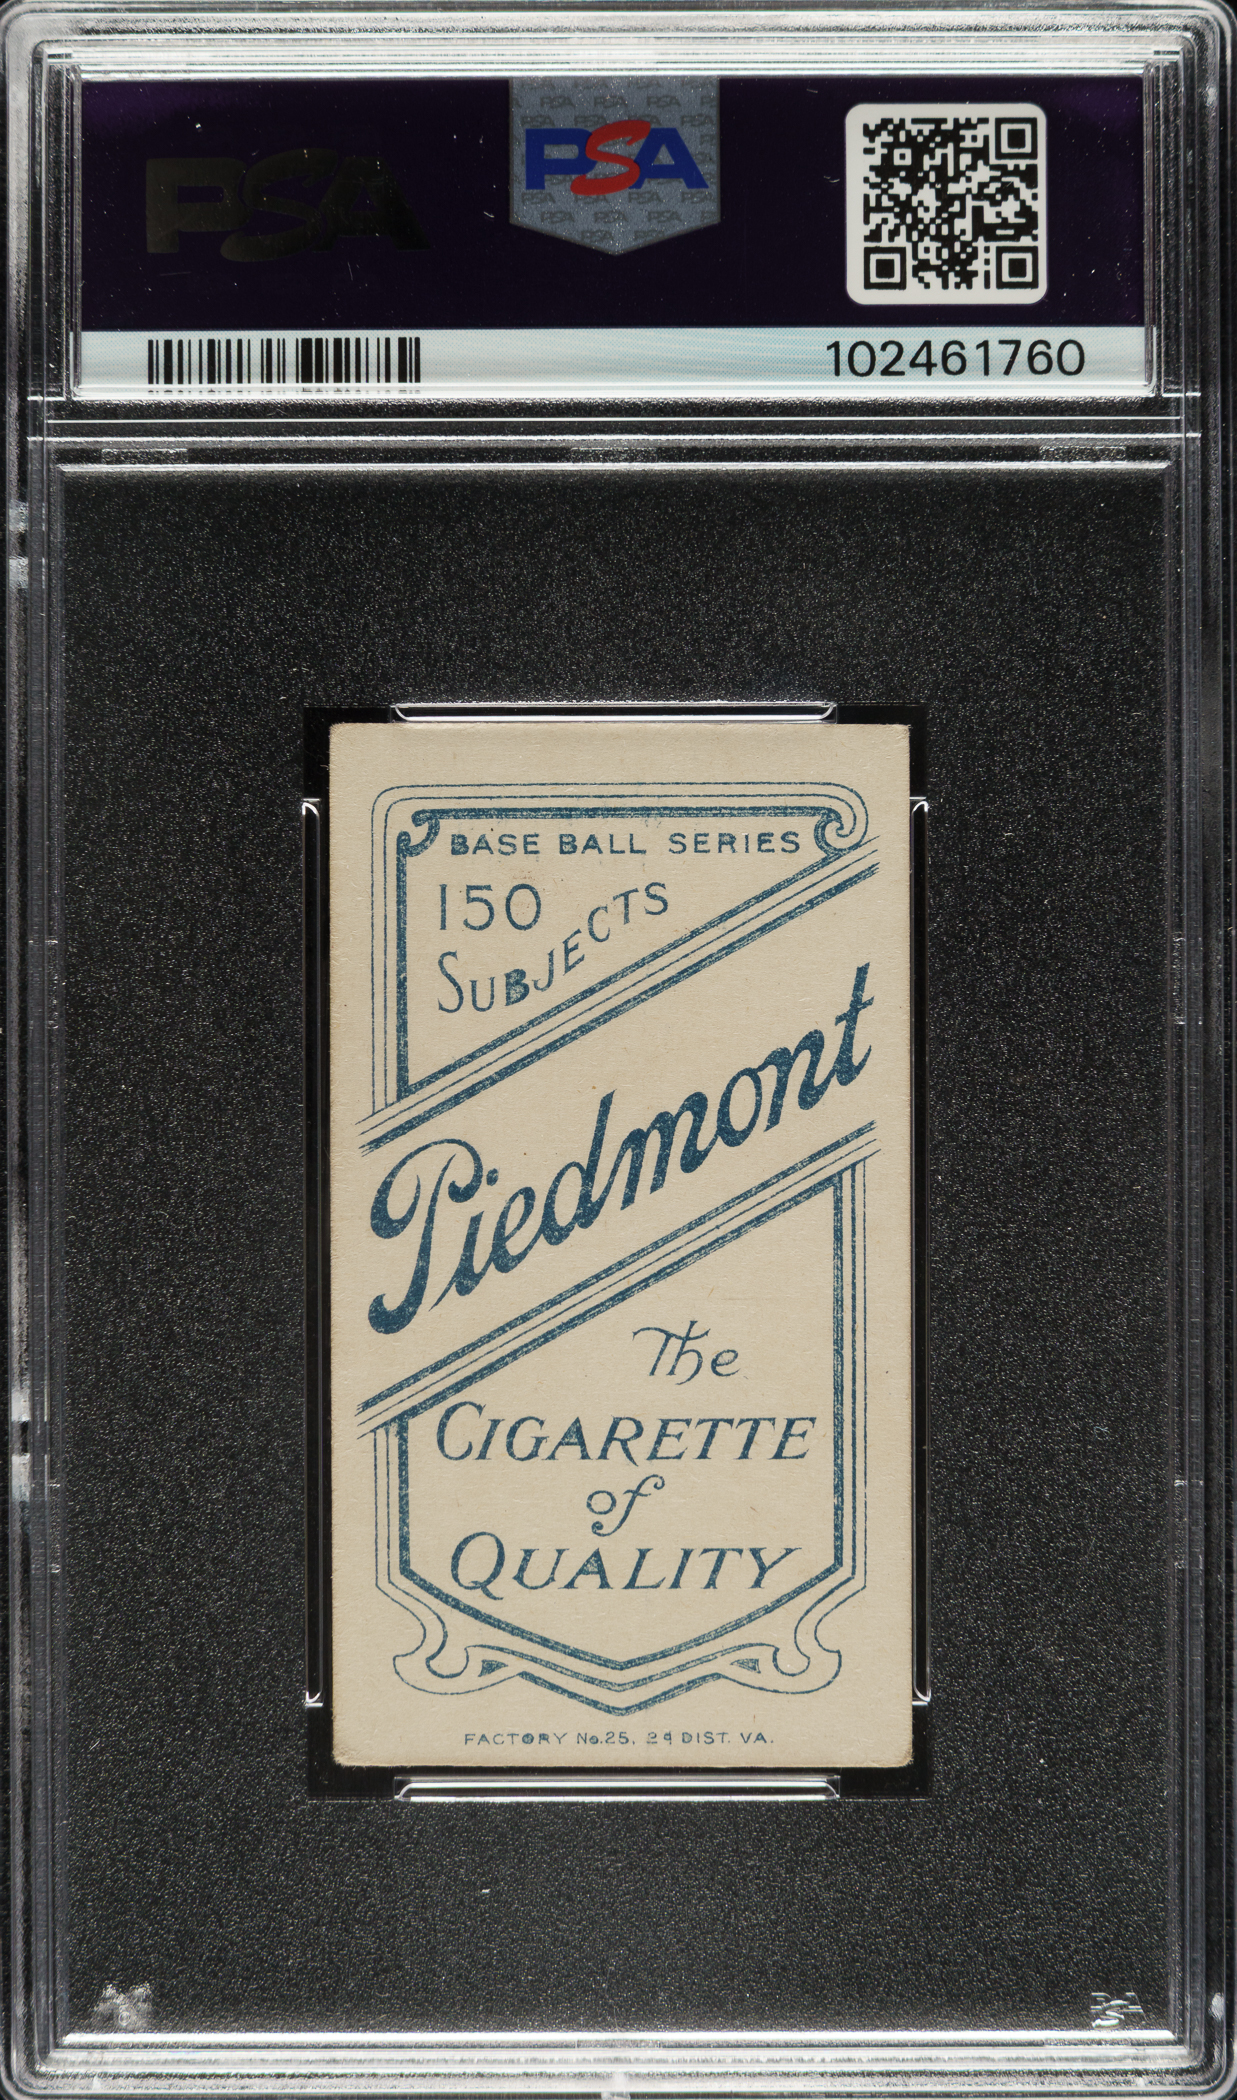 PSA
PSA
102461760
BASE BALL SERIES
150
SUBJECTS
Piedmont
The
CIGARETTE
of
QUALITY
FACTORY No.25, 2d DIST. VA.
PSA